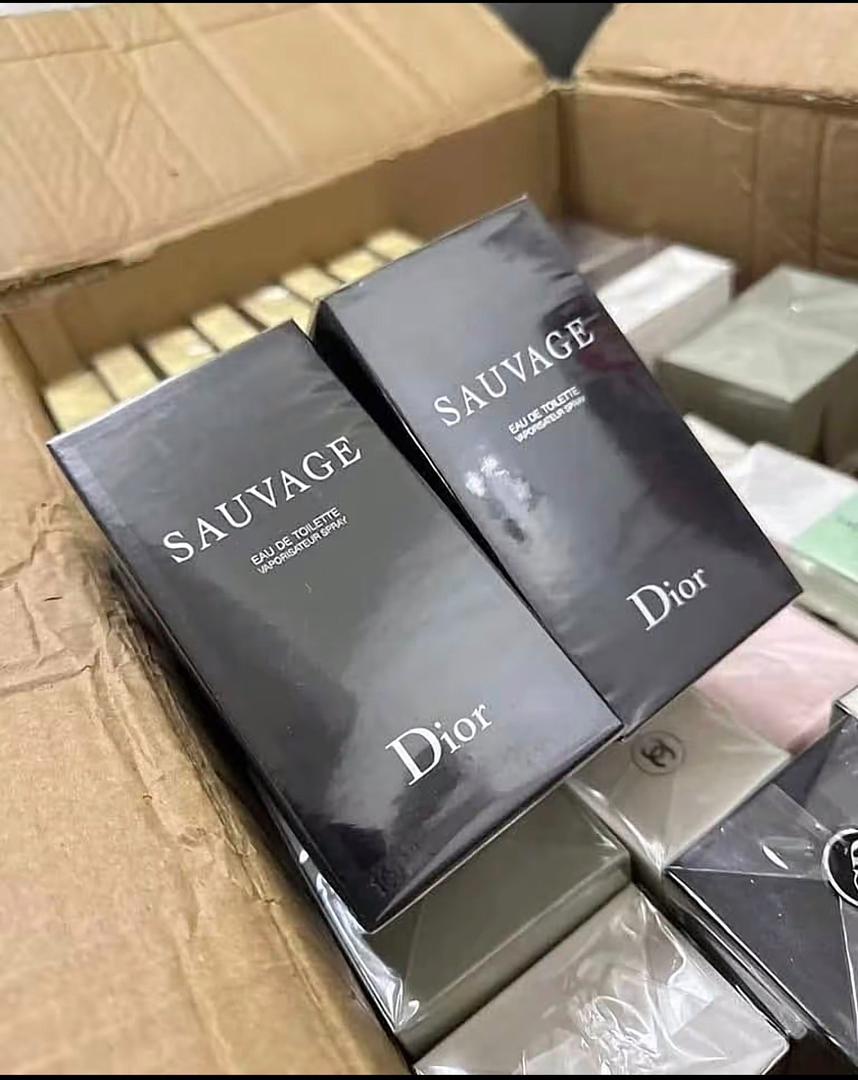 SAUVAGE
EAU DE TOILETTE
VAPORISATEUR SPRAY
Dior
SAUVAGE
EAU DE TOILETTE
VAPORISATEUR SPRAY
Dior